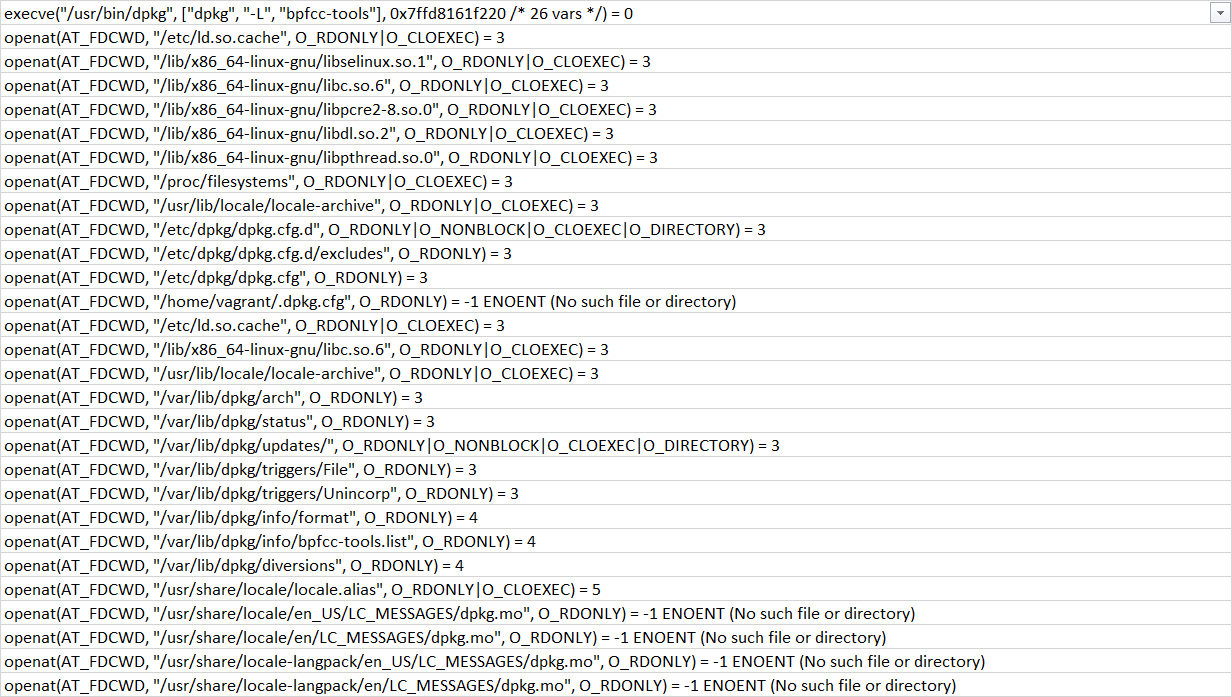 execve("/usr/bin/dpkg", ["dpkg", "-L", "bpfcc-tools"], 0x7ffd8161f220 /* 26 vars */) = 0
openat(AT_FDCWD, "/etc/ld.so.cache", O_RDONLY|O_CLOEXEC) = 3
openat(AT_FDCWD, "/lib/x86_64-linux-gnu/libselinux.so.1", O_RDONLY|O_CLOEXEC) = 3
openat(AT_FDCWD, "/lib/x86_64-linux-gnu/libc.so.6", O_RDONLY|O_CLOEXEC) = 3
openat(AT_FDCWD, "/lib/x86_64-linux-gnu/libpcre2-8.so.0", O_RDONLY|O_CLOEXEC) = 3
openat(AT_FDCWD, "/lib/x86_64-linux-gnu/libdl.so.2", O_RDONLY|O_CLOEXEC) = 3
openat(AT_FDCWD, "/lib/x86_64-linux-gnu/libpthread.so.0", O_RDONLY|O_CLOEXEC) = 3
openat(AT_FDCWD, "/proc/filesystems", O_RDONLY|O_CLOEXEC) = 3
openat(AT_FDCWD, "/usr/lib/locale/locale-archive", O_RDONLY|O_CLOEXEC) = 3
openat(AT_FDCWD, "/etc/dpkg/dpkg.cfg.d", O_RDONLY|O_NONBLOCK|O_CLOEXEC|O_DIRECTORY) = 3
openat(AT_FDCWD, "/etc/dpkg/dpkg.cfg.d/excludes", O_RDONLY) = 3
openat(AT_FDCWD, "/etc/dpkg/dpkg.cfg", O_RDONLY) = 3
openat(AT_FDCWD, "/home/vagrant/.dpkg.cfg", O_RDONLY) = -1 ENOENT (No such file or directory)
openat(AT_FDCWD, "/etc/ld.so.cache", O_RDONLY|O_CLOEXEC) = 3
openat(AT_FDCWD, "/lib/x86_64-linux-gnu/libc.so.6", O_RDONLY|O_CLOEXEC) = 3
openat(AT_FDCWD, "/usr/lib/locale/locale-archive", O_RDONLY|O_CLOEXEC) = 3
openat(AT_FDCWD, "/var/lib/dpkg/arch", O_RDONLY) = 3
openat(AT_FDCWD, "/var/lib/dpkg/status", O_RDONLY) = 3
openat(AT_FDCWD, "/var/lib/dpkg/updates/", O_RDONLY|O_NONBLOCK|O_CLOEXEC|O_DIRECTORY) = 3
openat(AT_FDCWD, "/var/lib/dpkg/triggers/File", O_RDONLY) = 3
openat(AT_FDCWD, "/var/lib/dpkg/triggers/Unincorp", O_RDONLY) = 3
openat(AT_FDCWD, "/var/lib/dpkg/info/format", O_RDONLY) = 4
openat(AT_FDCWD, "/var/lib/dpkg/info/bpfcc-tools.list", O_RDONLY) = 4
openat(AT_FDCWD, "/var/lib/dpkg/diversions", O_RDONLY) = 4
openat(AT_FDCWD, "/usr/share/locale/locale.alias", O_RDONLY|O_CLOEXEC) = 5
openat(AT_FDCWD, "/usr/share/locale/en_US/LC_MESSAGES/dpkg.mo", O_RDONLY) = -1 ENOENT (No such file or directory)
openat(AT_FDCWD, "/usr/share/locale/en/LC_MESSAGES/dpkg.mo", O_RDONLY) = -1 ENOENT (No such file or directory)
openat(AT_FDCWD, "/usr/share/locale-langpack/en_US/LC_MESSAGES/dpkg.mo", O_RDONLY) = -1 ENOENT (No such file or directory)
openat(AT_FDCWD, "/usr/share/locale-langpack/en/LC_MESSAGES/dpkg.mo", O_RDONLY) = -1 ENOENT (No such file or directory)